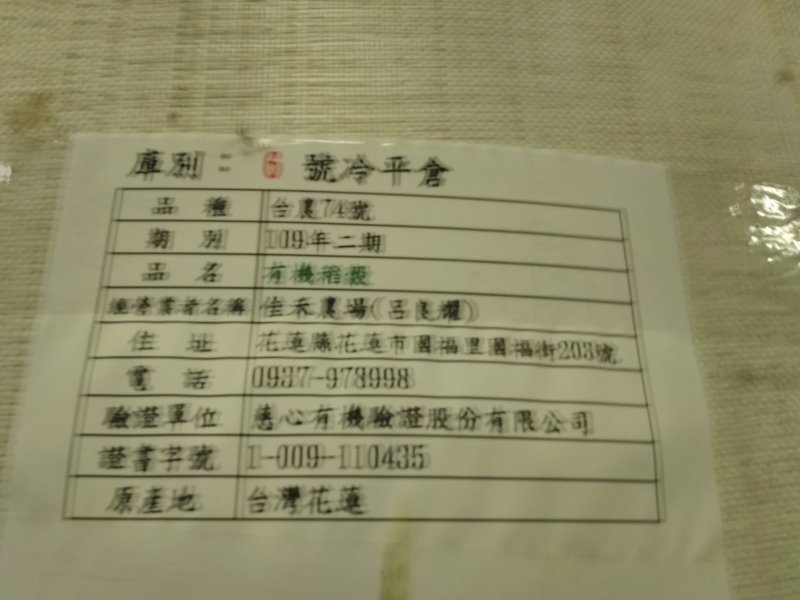 庫別： 6 號冷平倉
品 種 台農74號
期 別 109年二期
品 名 有機稻穀
經營業者名稱 佳禾農場(呂良耀)
住 址 花蓮縣花蓮市國福里國福街203號
電 話 0937-978998
驗證單位 慈心有機驗證股份有限公司
證書字號 1-009-110435
原產地 台灣花蓮